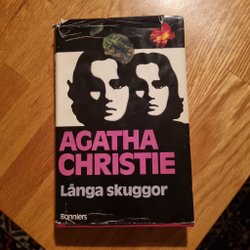 AGATHA
CHRISTIE
Långa skuggor
Bonniers